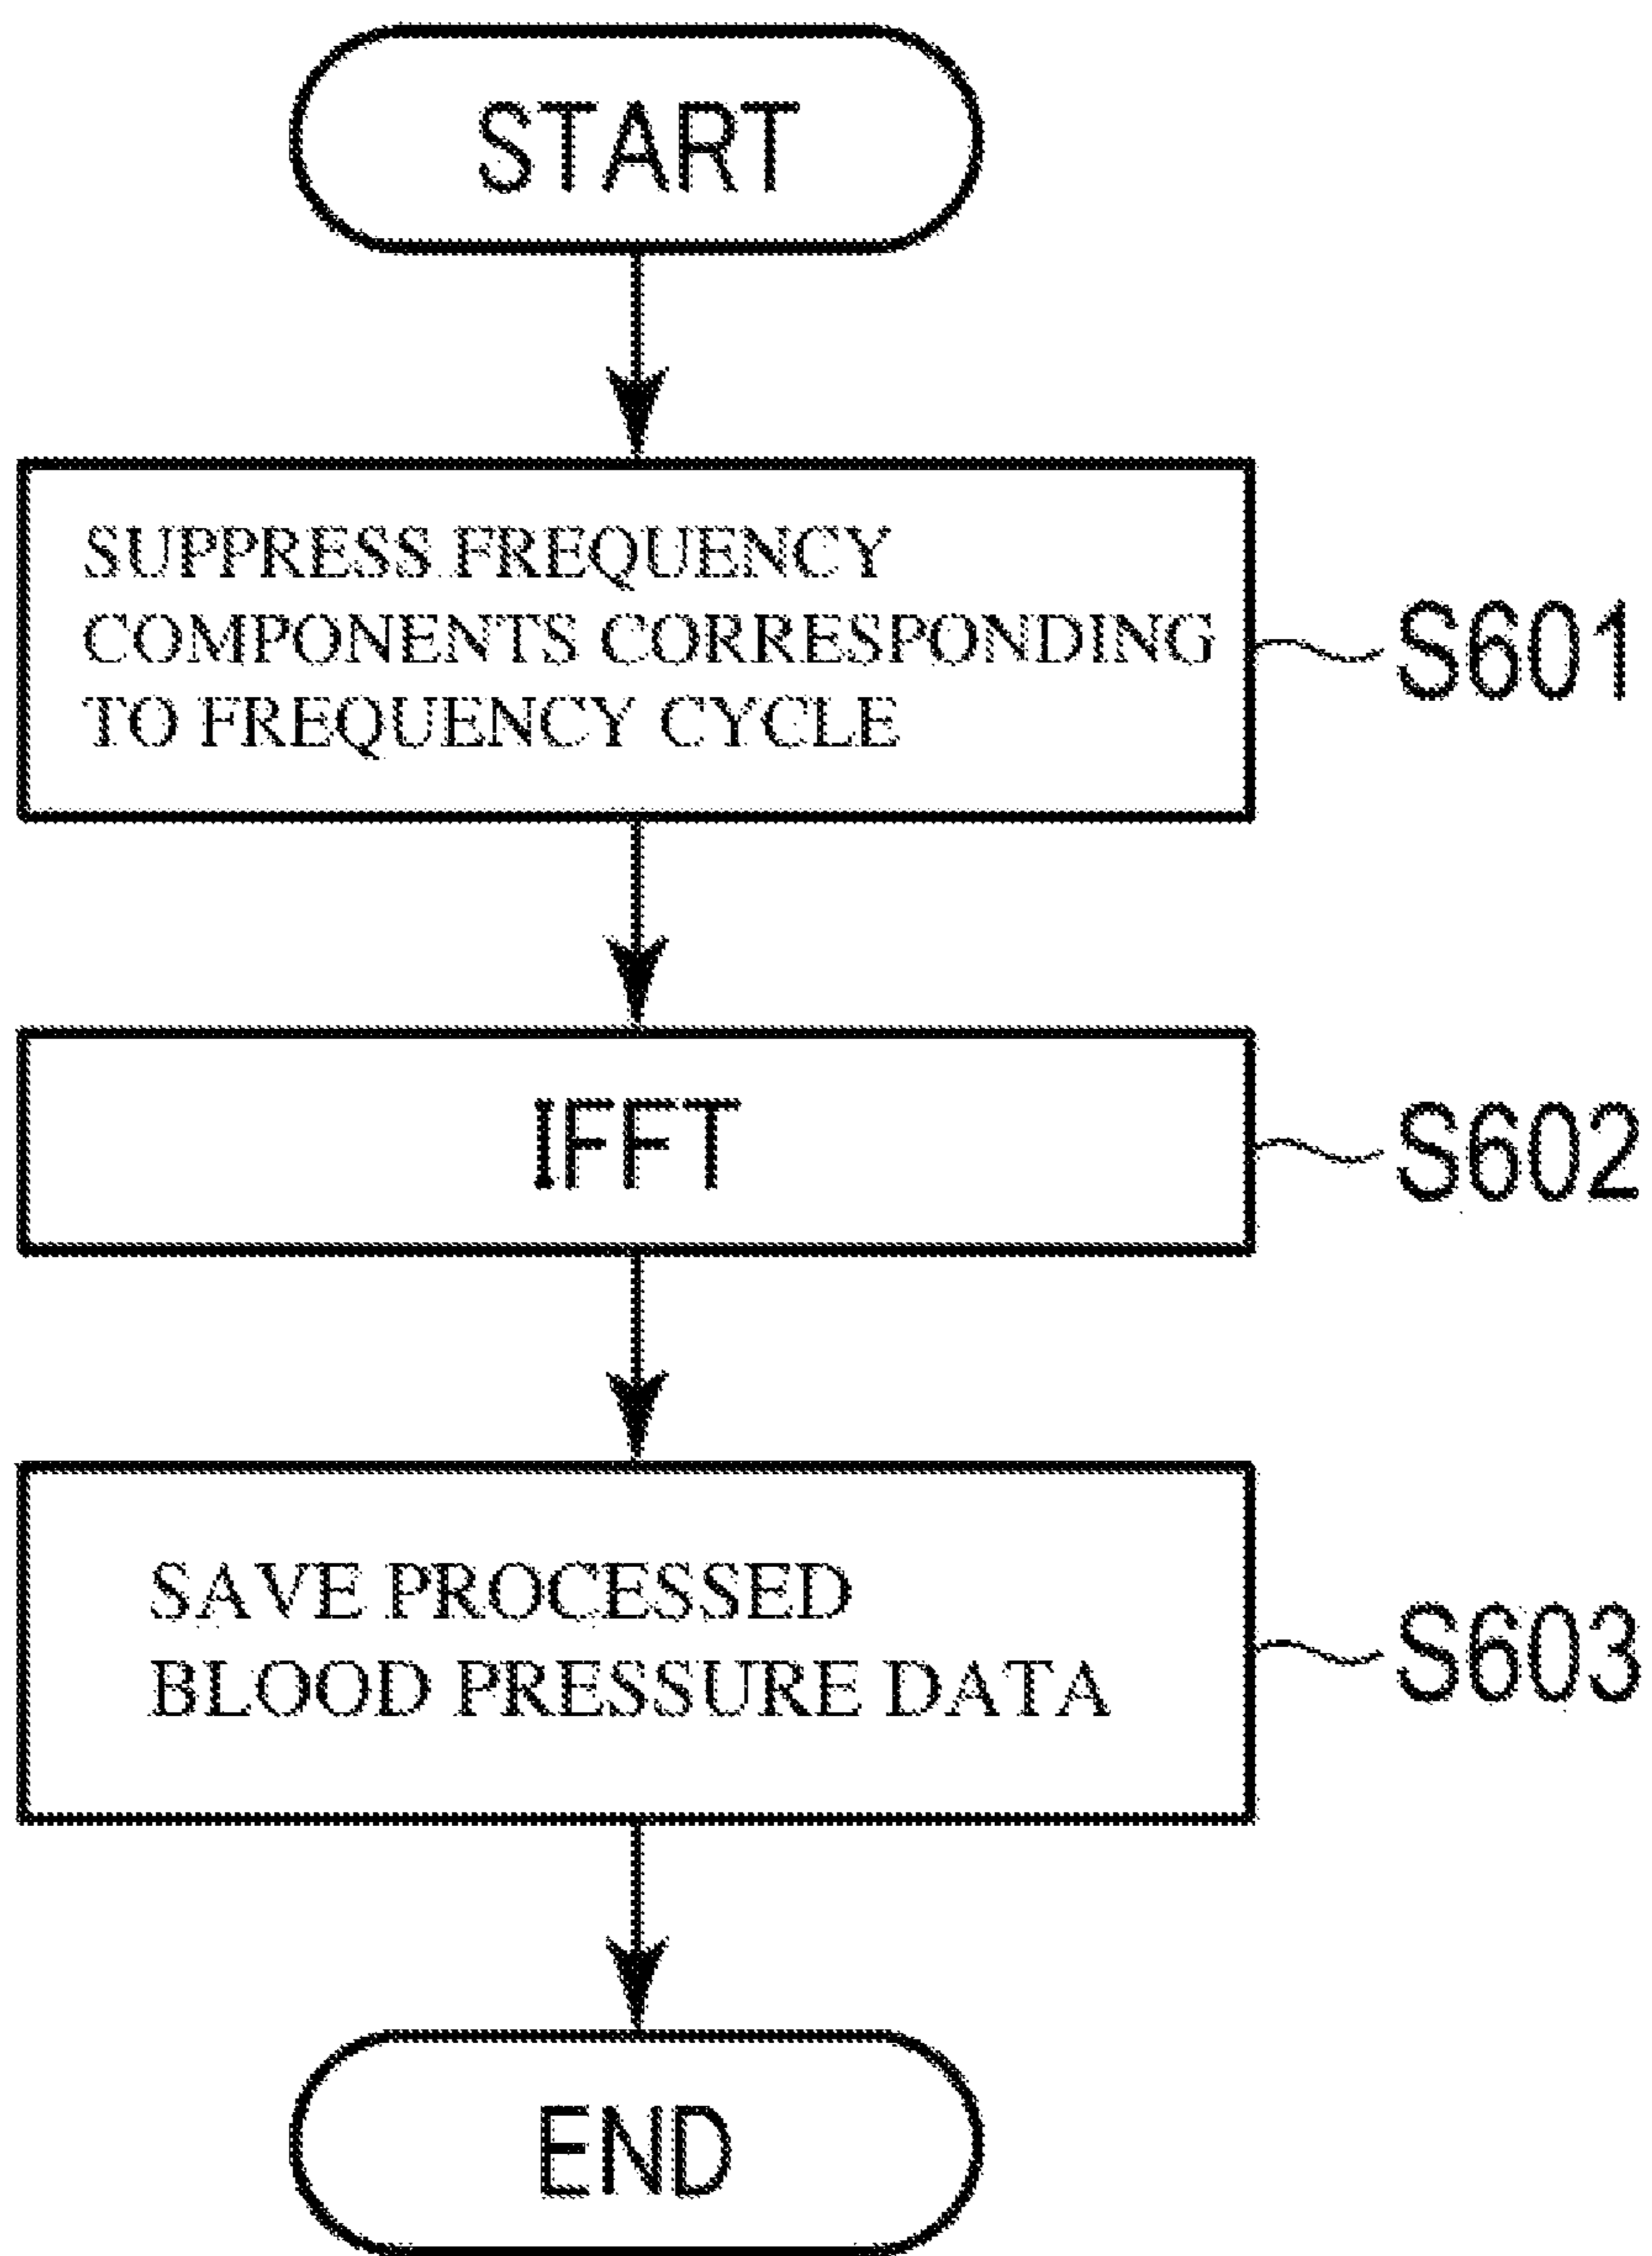 START
SUPPRESS FREQUENCY
COMPONENTS CORRESPONDING
TO FREQUENCY CYCLE
S601
IFFT
S602
SAVE PROCESSED
BLOOD PRESSURE DATA
S603
END